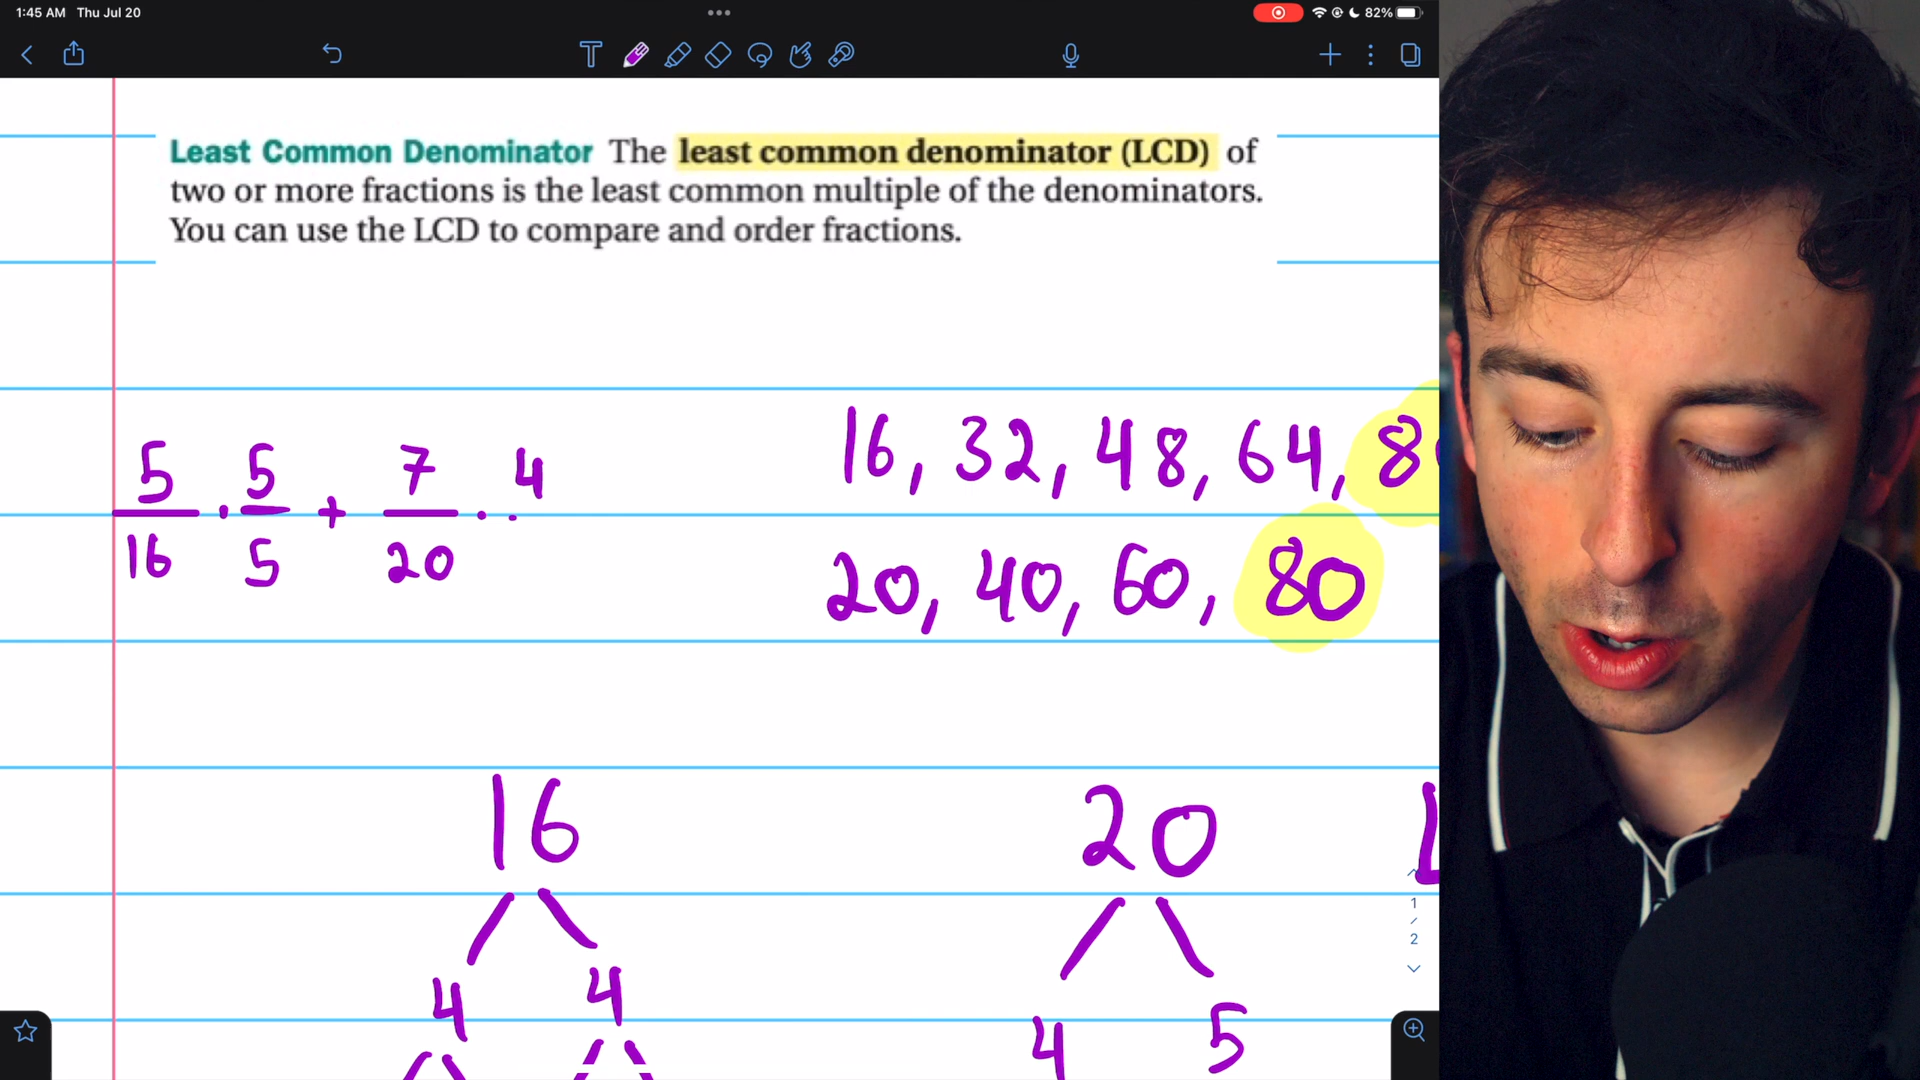 1:45 AM Thu Jul 20
82%
Least Common Denominator The least common denominator (LCD) of
two or more fractions is the least common multiple of the denominators.
You can use the LCD to compare and order fractions.
5/16 · 5/5 + 7/20 · 4
16, 32, 48, 64, 8
20, 40, 60, 80
16
20
4 4
4 5
1
/
2